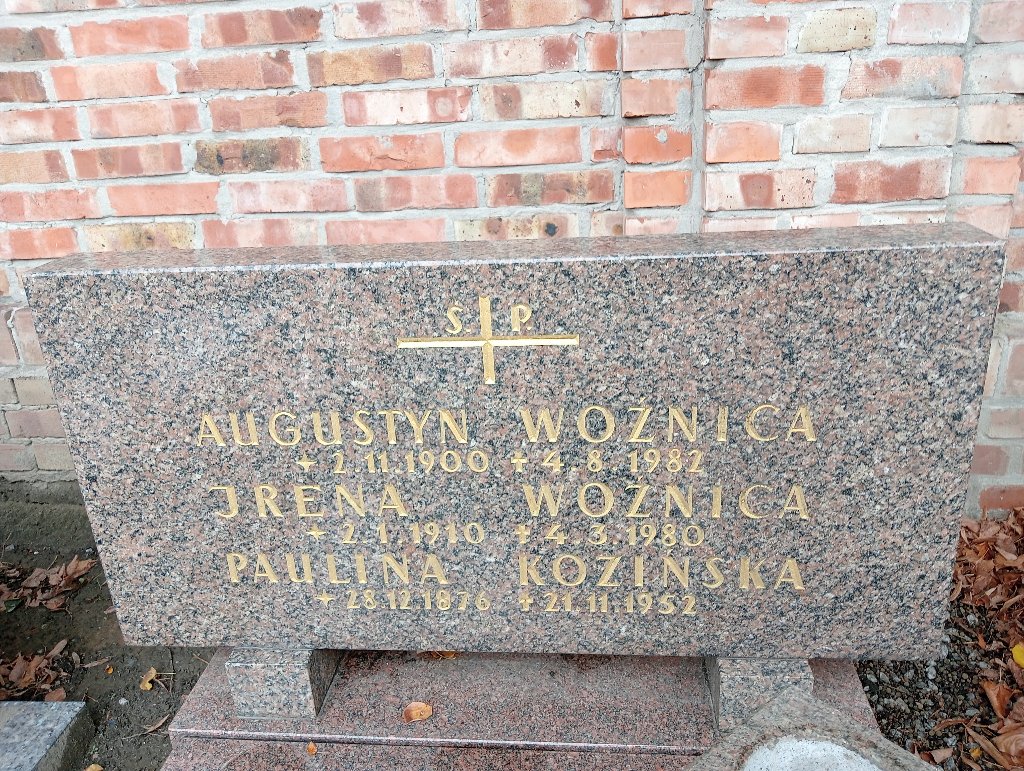 Ś. P.
AUGUSTYN WOŹNICA
2.11.1900 4.8.1982
IRENA WOŹNICA
2.1.1910 4.3.1980
PAULINA KOZIŃSKA
28.12.1876 21.11.1952